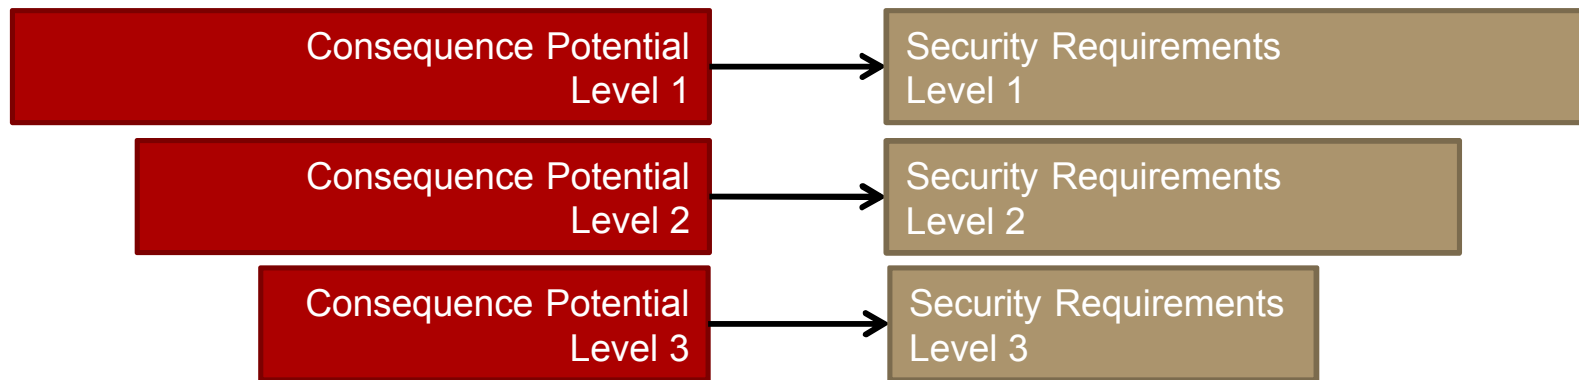 Consequence Potential
Level 1
Security Requirements
Level 1
Consequence Potential
Level 2
Security Requirements
Level 2
Consequence Potential
Level 3
Security Requirements
Level 3